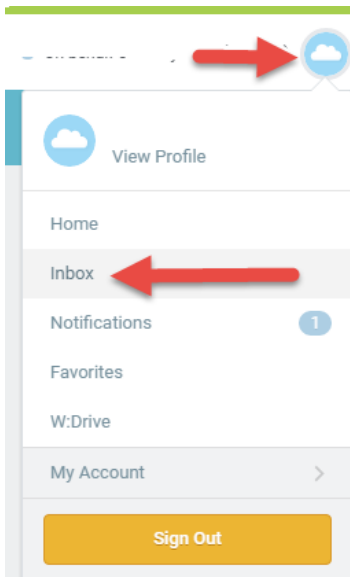 View Profile
Home
Inbox
Notifications
1
Favorites
W:Drive
My Account
Sign Out